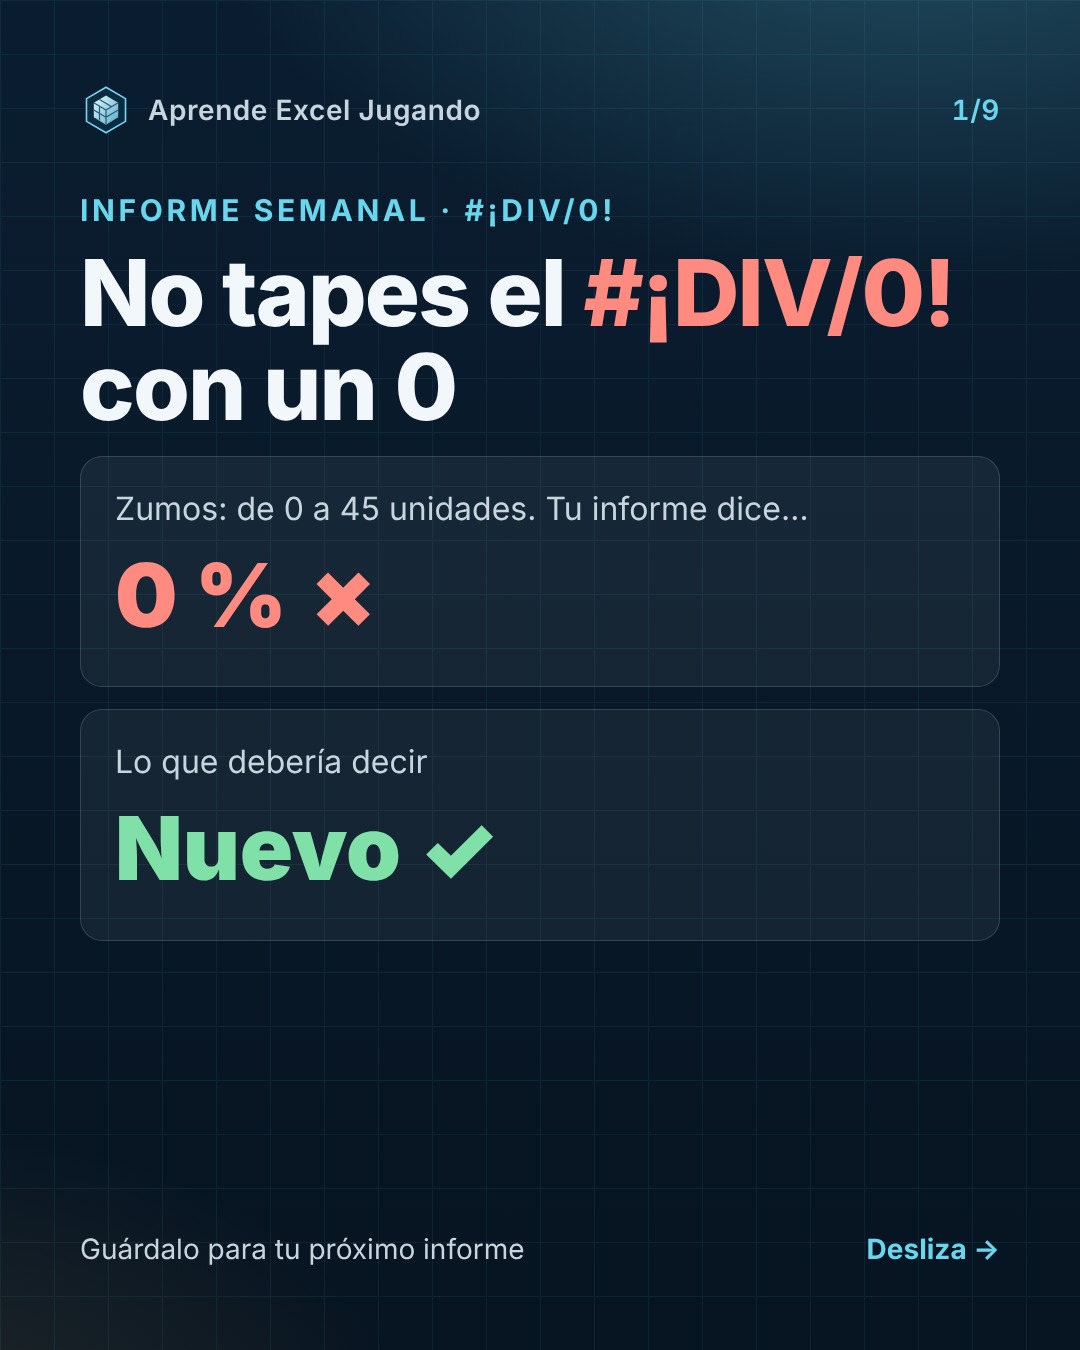 Aprende Excel Jugando
1/9
INFORME SEMANAL · #¡DIV/0!
No tapes el #¡DIV/0!
con un 0
Zumos: de 0 a 45 unidades. Tu informe dice...
0 % ✖
Lo que debería decir
Nuevo ✔
Guárdalo para tu próximo informe
Desliza →